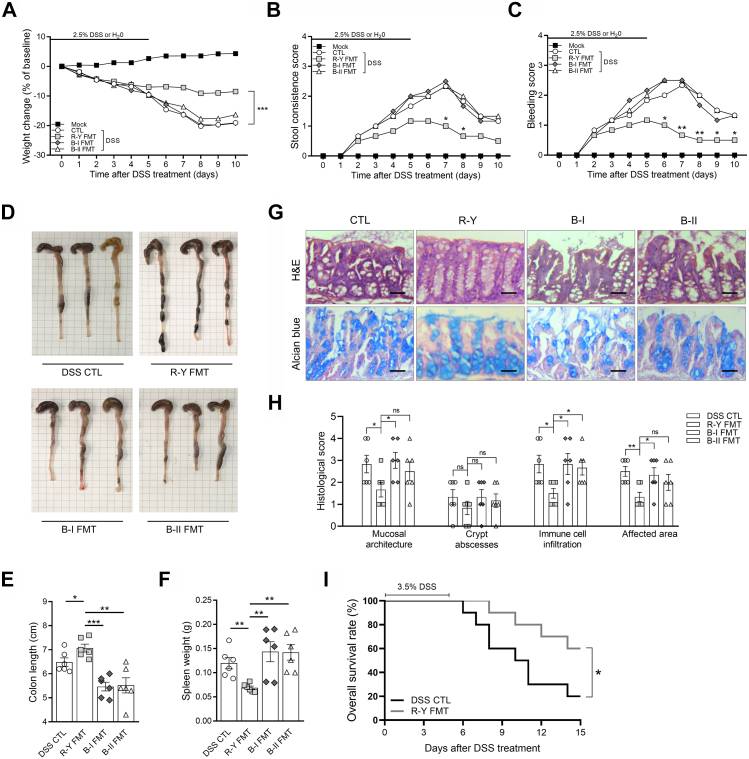 A
2.5% DSS or H₂0
Weight change (% of baseline)
10
0
-10
-20
-30
Mock
CTL
R-Y FMT
B-I FMT
B-II FMT
DSS
***
0 1 2 3 4 5 6 7 8 9 10
Time after DSS treatment (days)
B
2.5% DSS or H₂0
Stool consistence score
4
3
2
1
0
Mock
CTL
R-Y FMT
B-I FMT
B-II FMT
DSS
* *
0 1 2 3 4 5 6 7 8 9 10
Time after DSS treatment (days)
C
2.5% DSS or H₂0
Bleeding score
4
3
2
1
0
Mock
CTL
R-Y FMT
B-I FMT
B-II FMT
DSS
* ** ** * *
0 1 2 3 4 5 6 7 8 9 10
Time after DSS treatment (days)
D
DSS CTL
R-Y FMT
B-I FMT
B-II FMT
G
CTL R-Y B-I B-II
H&E
Alcian blue
H
Histological score
4
3
2
1
0
* * ns
ns ns ns
* * *
** * ns
DSS CTL
R-Y FMT
B-I FMT
B-II FMT
Mucosal architecture
Crypt abscesses
Immune cell infiltration
Affected area
E
Colon length (cm)
9
8
7
6
5
4
*
**
***
DSS CTL
R-Y FMT
B-I FMT
B-II FMT
F
Spleen weight (g)
0.25
0.20
0.15
0.10
0.05
0.00
**
** **
DSS CTL
R-Y FMT
B-I FMT
B-II FMT
I
3.5% DSS
Overall survival rate (%)
100
80
60
40
20
0
DSS CTL
R-Y FMT
*
0 3 6 9 12 15
Days after DSS treatment